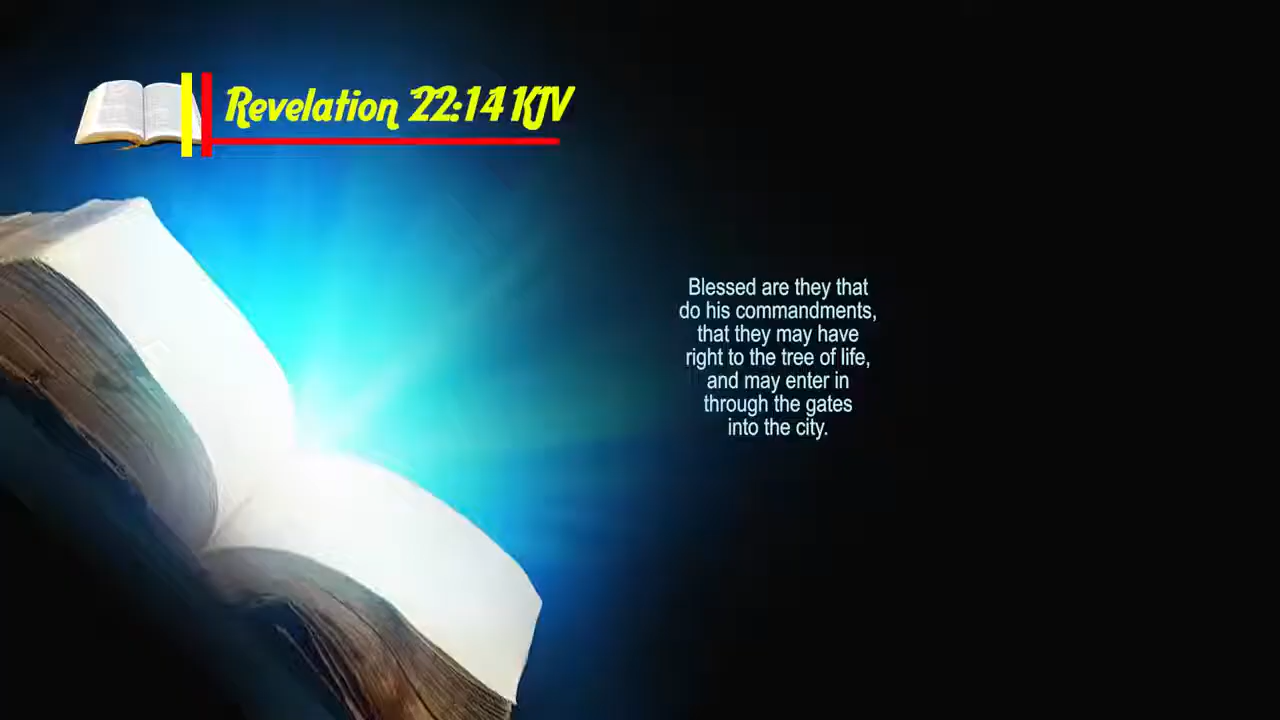 Revelation 22:14 KJV
Blessed are they that
do his commandments,
that they may have
right to the tree of life,
and may enter in
through the gates
into the city.